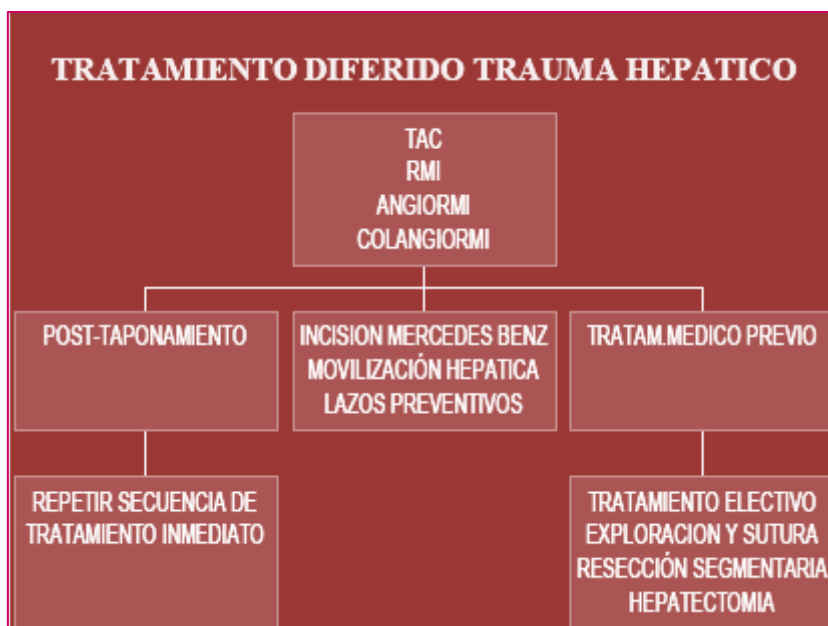 TRATAMIENTO DIFERIDO TRAUMA HEPATICO
TAC
RMI
ANGIORMI
COLANGIORMI
POST-TAPONAMIENTO
INCISION MERCEDES BENZ
MOVILIZACIÓN HEPATICA
LAZOS PREVENTIVOS
TRATAM.MEDICO PREVIO
REPETIR SECUENCIA DE
TRATAMIENTO INMEDIATO
TRATAMIENTO ELECTIVO
EXPLORACION Y SUTURA
RESECCIÓN SEGMENTARIA
HEPATECTOMIA